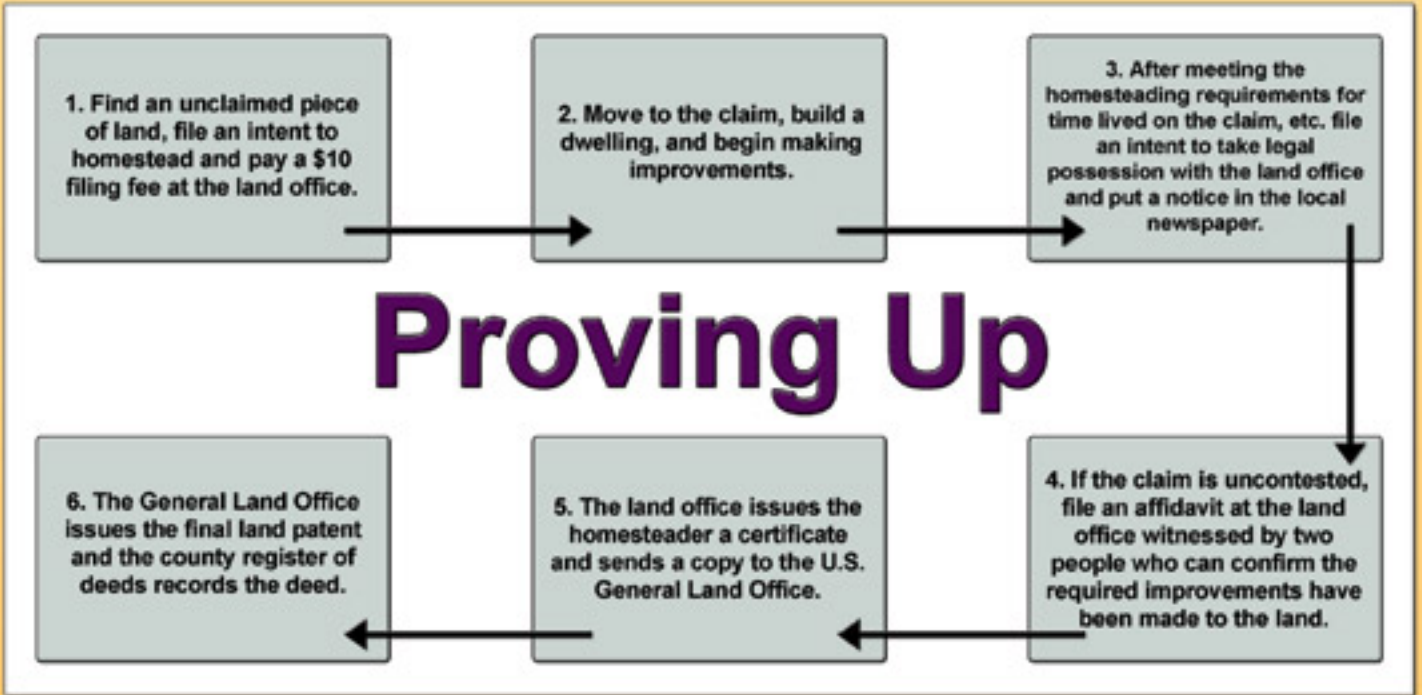 1. Find an unclaimed piece
of land, file an intent to
homestead and pay a $10
filing fee at the land office.
2. Move to the claim, build a
dwelling, and begin making
improvements.
3. After meeting the
homesteading requirements for
time lived on the claim, etc. file
an intent to take legal
possession with the land office
and put a notice in the local
newspaper.
Proving Up
4. If the claim is uncontested,
file an affidavit at the land
office witnessed by two
people who can confirm the
required improvements have
been made to the land.
5. The land office issues the
homesteader a certificate
and sends a copy to the U.S.
General Land Office.
6. The General Land Office
issues the final land patent
and the county register of
deeds records the deed.